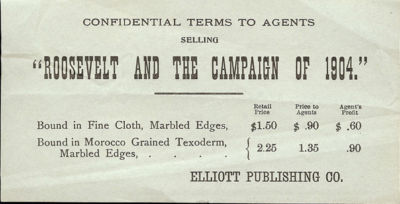 CONFIDENTIAL TERMS TO AGENTS
SELLING
"ROOSEVELT AND THE CAMPAIGN OF 1904."
Retail Price to Agent's
Price Agents Profit
Bound in Fine Cloth, Marbled Edges, $1.50 $ .90 $ .60
Bound in Morocco Grained Texoderm,
Marbled Edges, . . . . { 2.25 1.35 .90
ELLIOTT PUBLISHING CO.